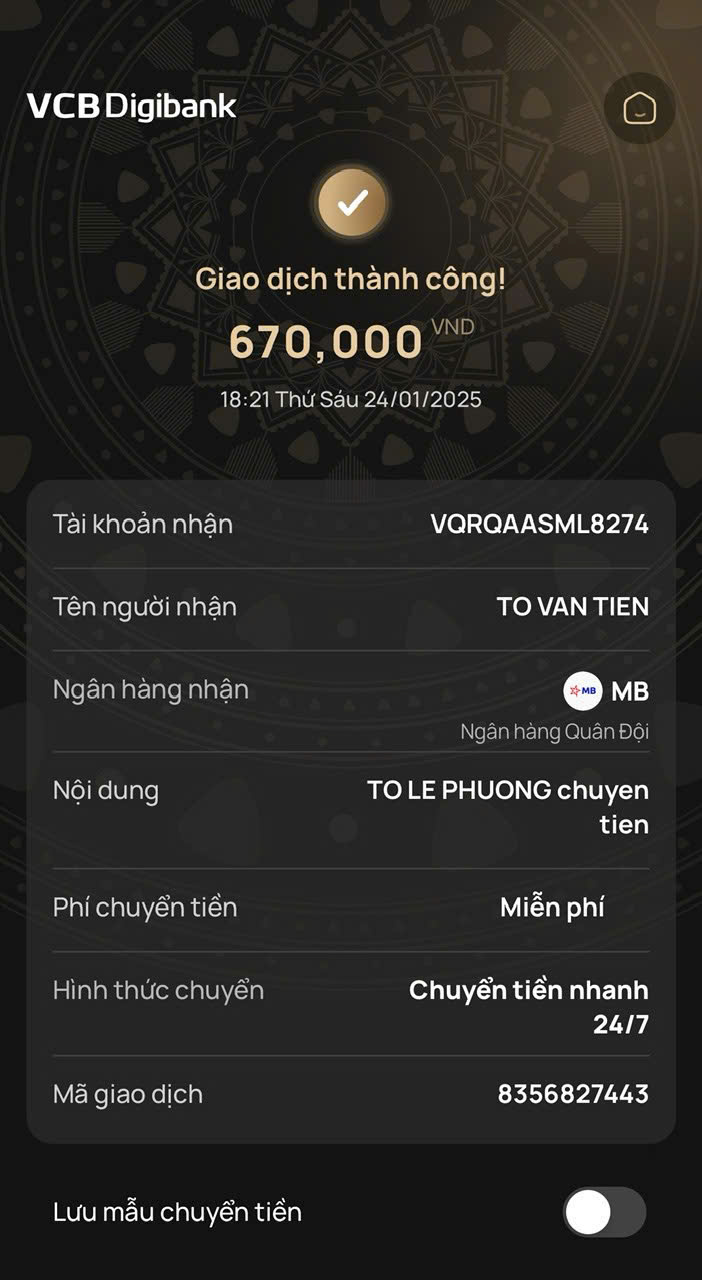 VCB Digibank
Giao dịch thành công!
670,000 VND
18:21 Thứ Sáu 24/01/2025
Tài khoản nhận VQRQAASML8274
Tên người nhận TO VAN TIEN
Ngân hàng nhận MB MB
Ngân hàng Quân Đội
Nội dung TO LE PHUONG chuyen
tien
Phí chuyển tiền Miễn phí
Hình thức chuyển Chuyển tiền nhanh
24/7
Mã giao dịch 8356827443
Lưu mẫu chuyển tiền